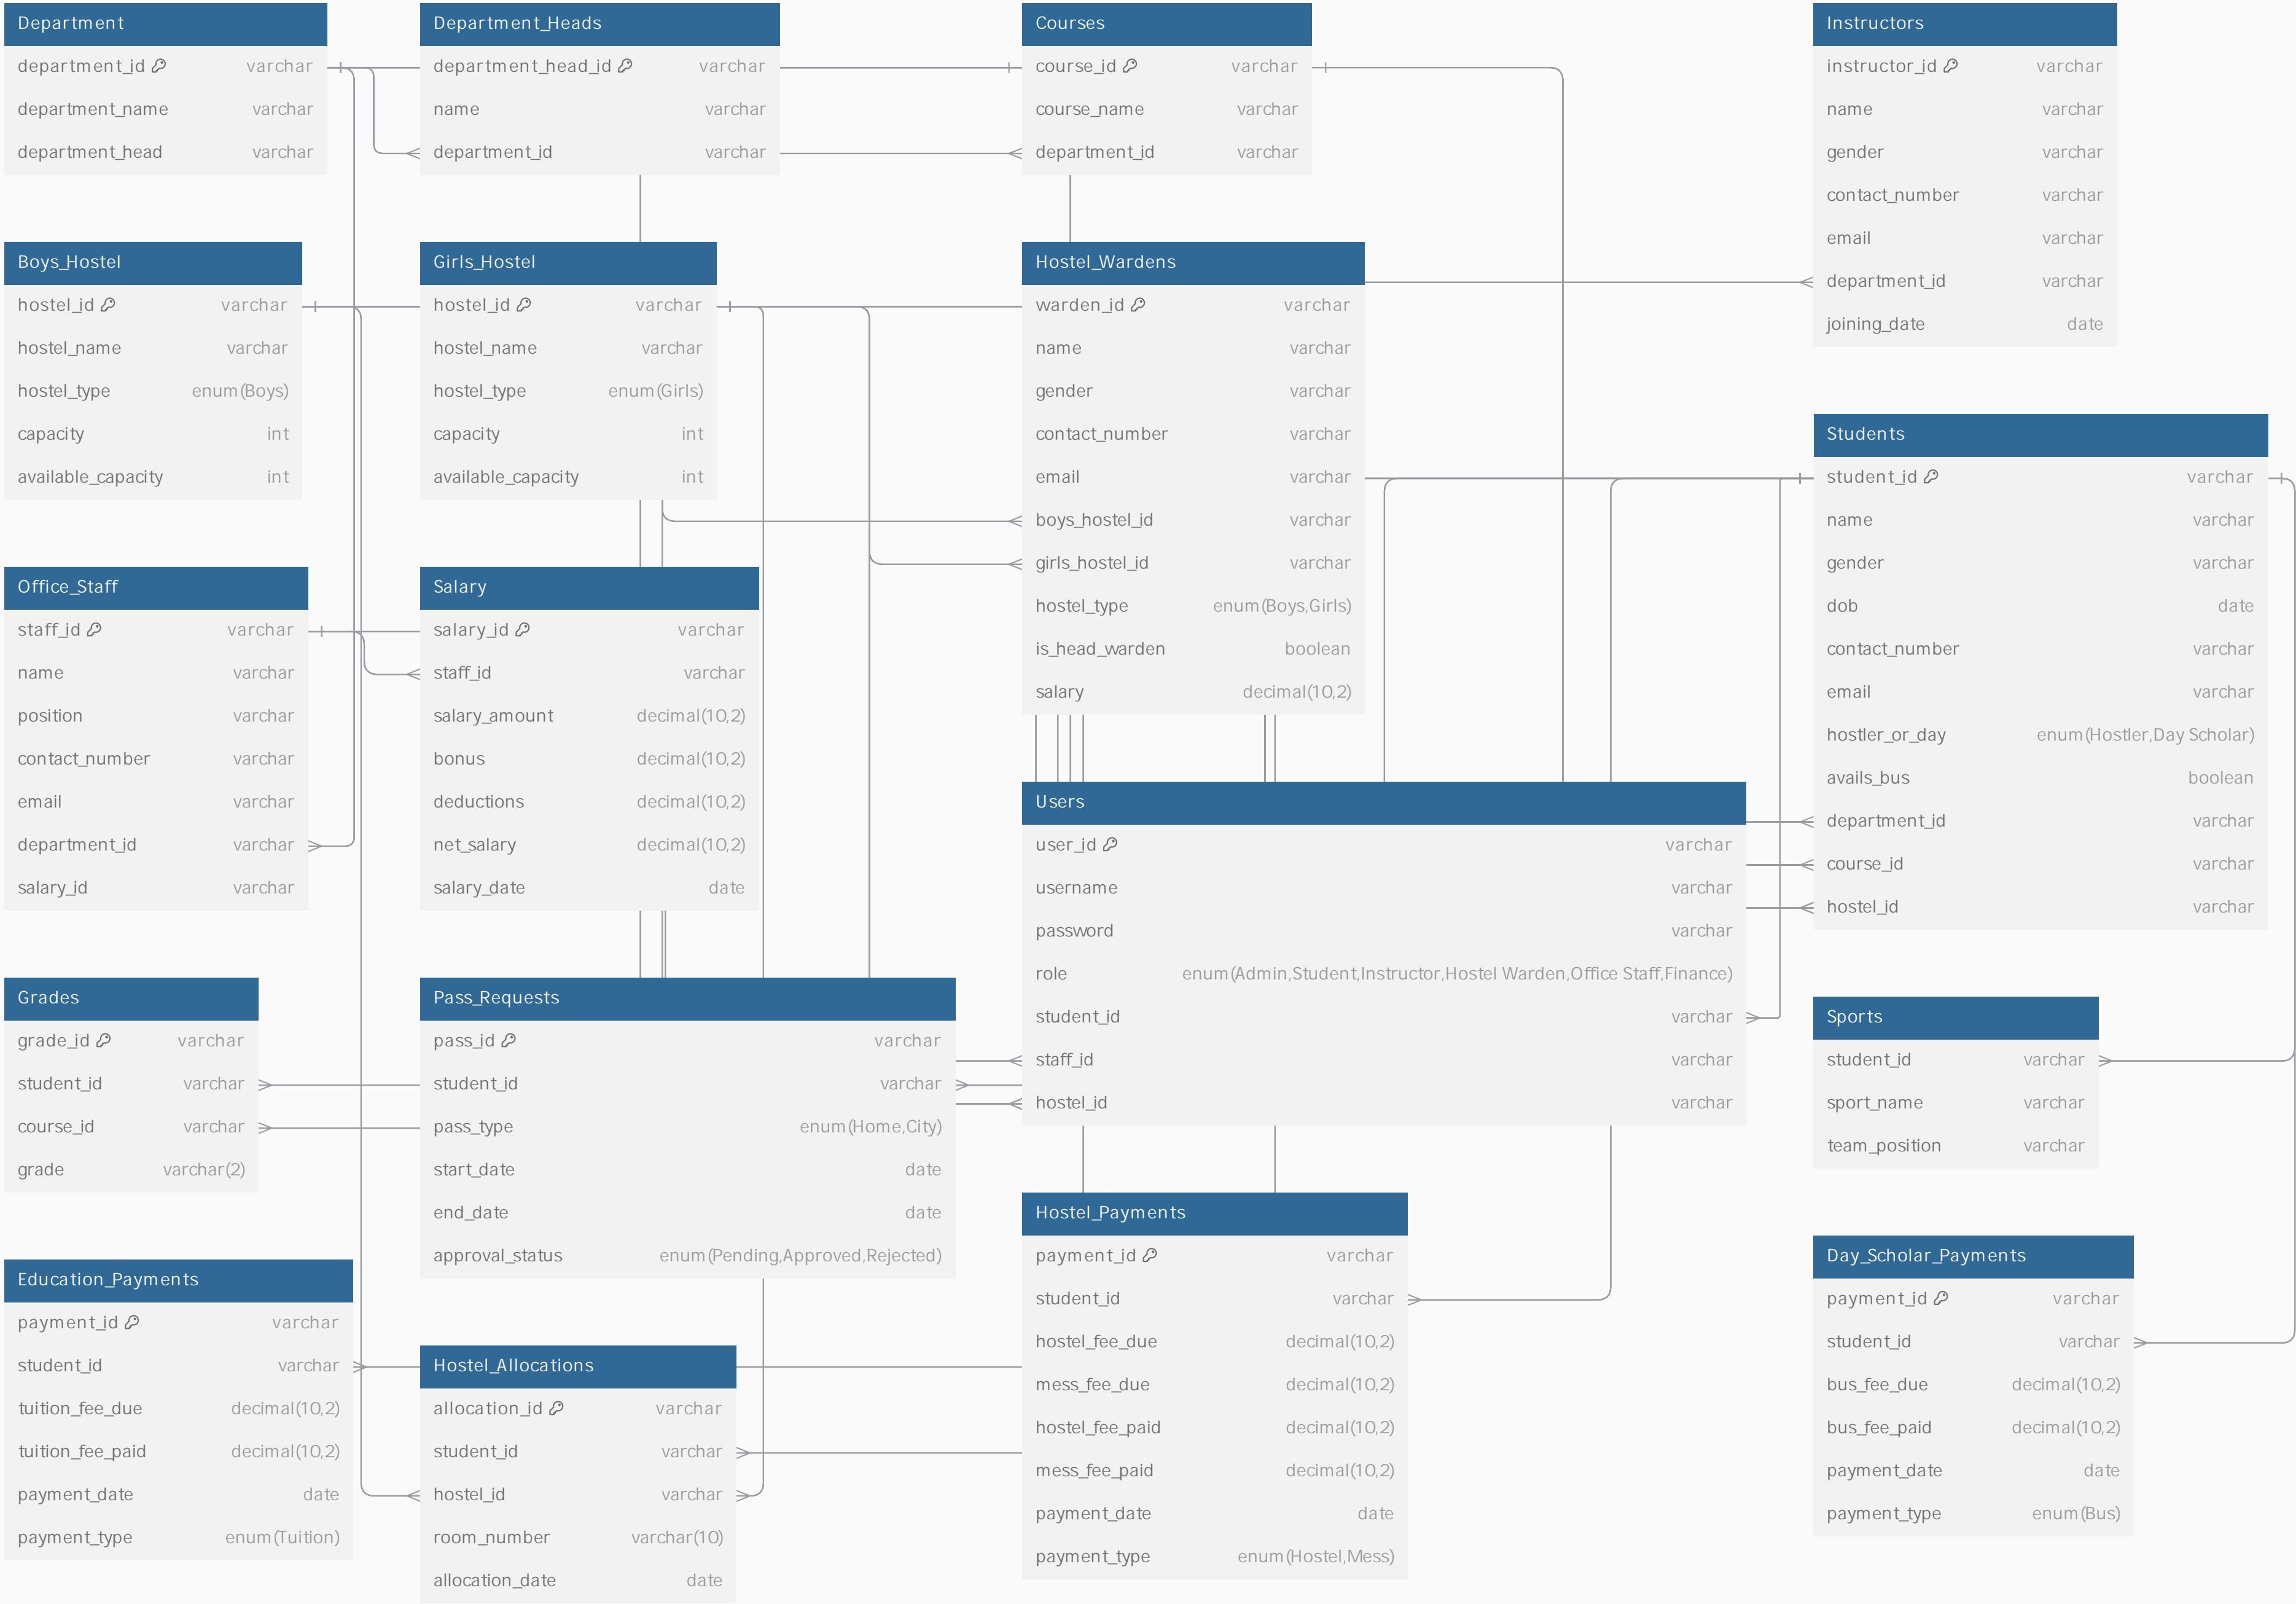 Department
department_id varchar
department_name varchar
department_head varchar
Department_Heads
department_head_id varchar
name varchar
department_id varchar
Courses
course_id varchar
course_name varchar
department_id varchar
Instructors
instructor_id varchar
name varchar
gender varchar
contact_number varchar
email varchar
department_id varchar
joining_date date
Boys_Hostel
hostel_id varchar
hostel_name varchar
hostel_type enum(Boys)
capacity int
available_capacity int
Girls_Hostel
hostel_id varchar
hostel_name varchar
hostel_type enum(Girls)
capacity int
available_capacity int
Hostel_Wardens
warden_id varchar
name varchar
gender varchar
contact_number varchar
email varchar
boys_hostel_id varchar
girls_hostel_id varchar
hostel_type enum(Boys,Girls)
is_head_warden boolean
salary decimal(10,2)
Students
student_id varchar
name varchar
gender varchar
dob date
contact_number varchar
email varchar
hostler_or_day enum(Hostler,Day Scholar)
avails_bus boolean
department_id varchar
course_id varchar
hostel_id varchar
Office_Staff
staff_id varchar
name varchar
position varchar
contact_number varchar
email varchar
department_id varchar
salary_id varchar
Salary
salary_id varchar
staff_id varchar
salary_amount decimal(10,2)
bonus decimal(10,2)
deductions decimal(10,2)
net_salary decimal(10,2)
salary_date date
Users
user_id varchar
username varchar
password varchar
role enum(Admin,Student,Instructor,Hostel Warden,Office Staff,Finance)
student_id varchar
staff_id varchar
hostel_id varchar
Grades
grade_id varchar
student_id varchar
course_id varchar
grade varchar(2)
Pass_Requests
pass_id varchar
student_id varchar
pass_type enum(Home,City)
start_date date
end_date date
approval_status enum(Pending,Approved,Rejected)
Sports
student_id varchar
sport_name varchar
team_position varchar
Education_Payments
payment_id varchar
student_id varchar
tuition_fee_due decimal(10,2)
tuition_fee_paid decimal(10,2)
payment_date date
payment_type enum(Tuition)
Hostel_Allocations
allocation_id varchar
student_id varchar
hostel_id varchar
room_number varchar(10)
allocation_date date
Hostel_Payments
payment_id varchar
student_id varchar
hostel_fee_due decimal(10,2)
mess_fee_due decimal(10,2)
hostel_fee_paid decimal(10,2)
mess_fee_paid decimal(10,2)
payment_date date
payment_type enum(Hostel,Mess)
Day_Scholar_Payments
payment_id varchar
student_id varchar
bus_fee_due decimal(10,2)
bus_fee_paid decimal(10,2)
payment_date date
payment_type enum(Bus)